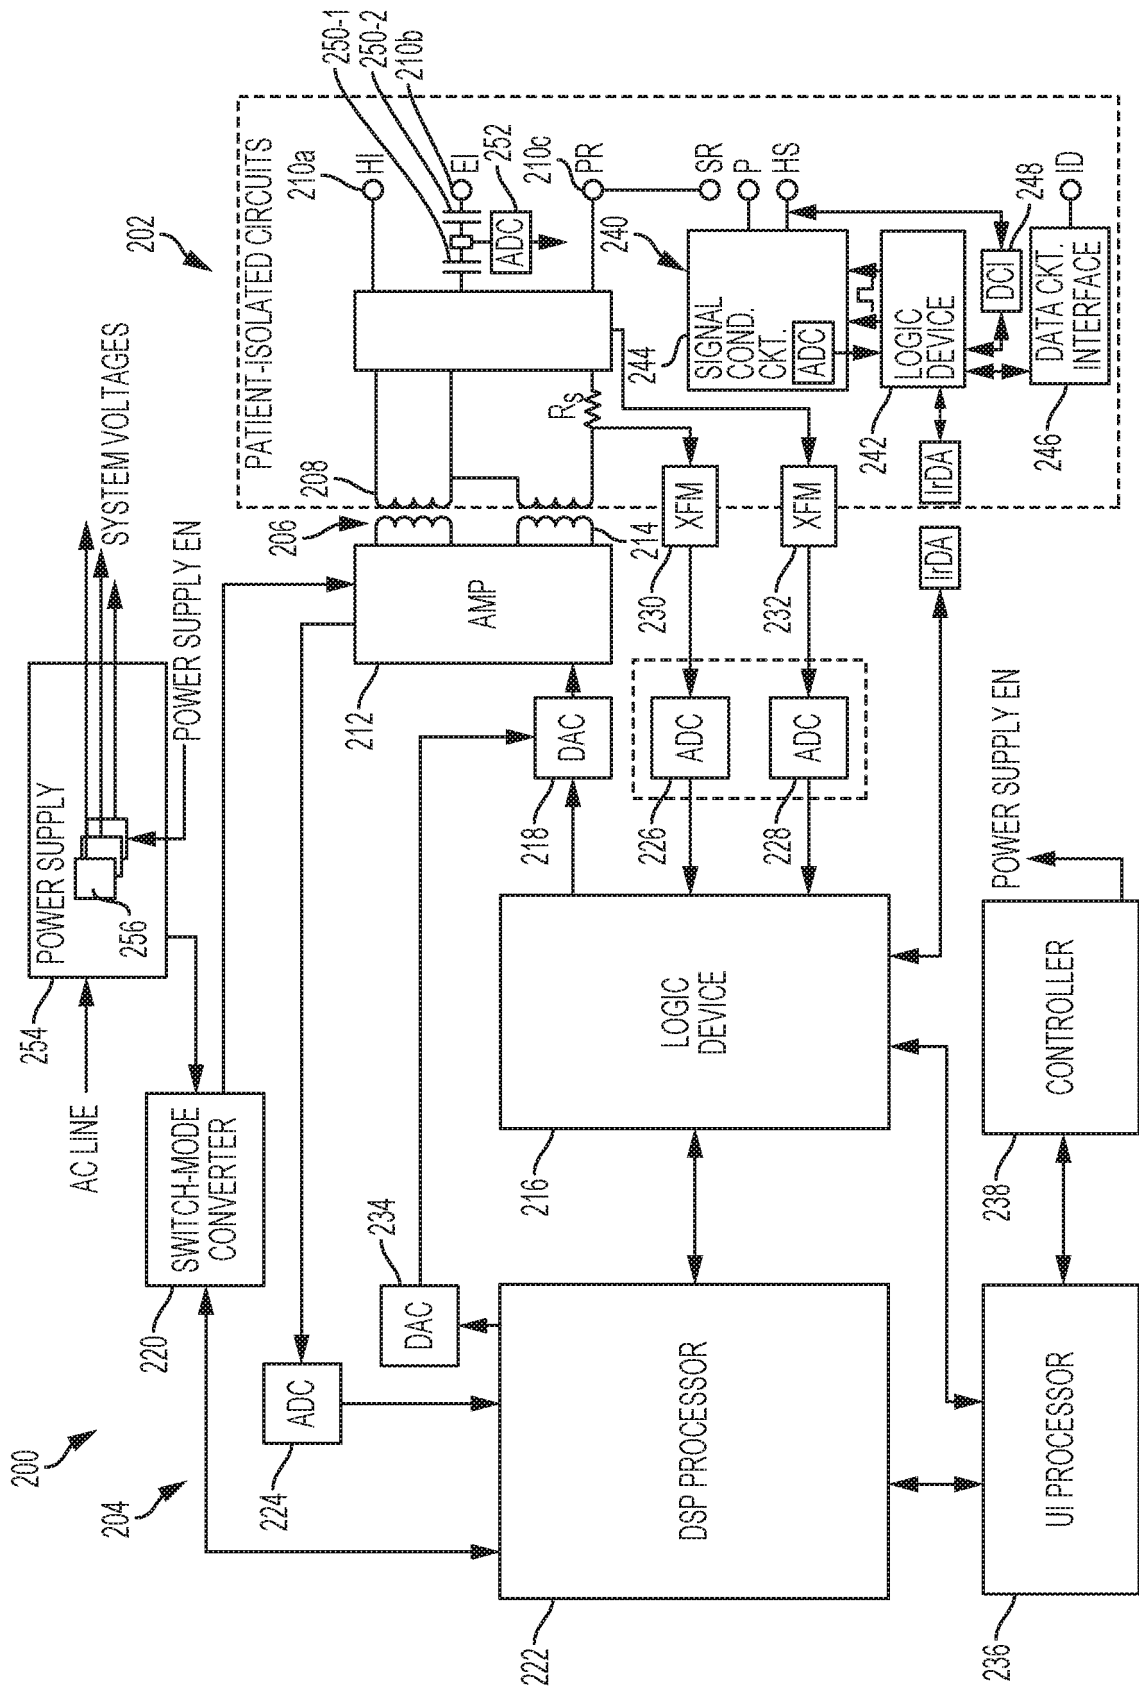 200
204
202
AC LINE
254
POWER SUPPLY
256
SYSTEM VOLTAGES
POWER SUPPLY EN
220
SWITCH-MODE
CONVERTER
224
ADC
234
DAC
212
AMP
206
208
214
218
DAC
PATIENT-ISOLATED CIRCUITS
210a
HI
250-1
250-2
210b
EI
252
ADC
210c
PR
RS
SR
P
HS
240
244
SIGNAL
COND.
CKT.
ADC
242
LOGIC
DEVICE
248
DCI
246
DATA CKT.
INTERFACE
ID
230
XFM
232
XFM
IrDA
IrDA
226
ADC
228
ADC
216
LOGIC
DEVICE
222
DSP PROCESSOR
236
UI PROCESSOR
238
CONTROLLER
POWER SUPPLY EN